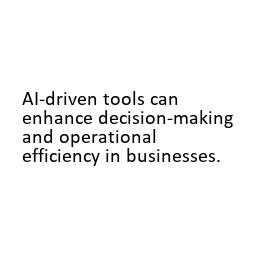 AI-driven tools can
enhance decision-making
and operational
efficiency in businesses.